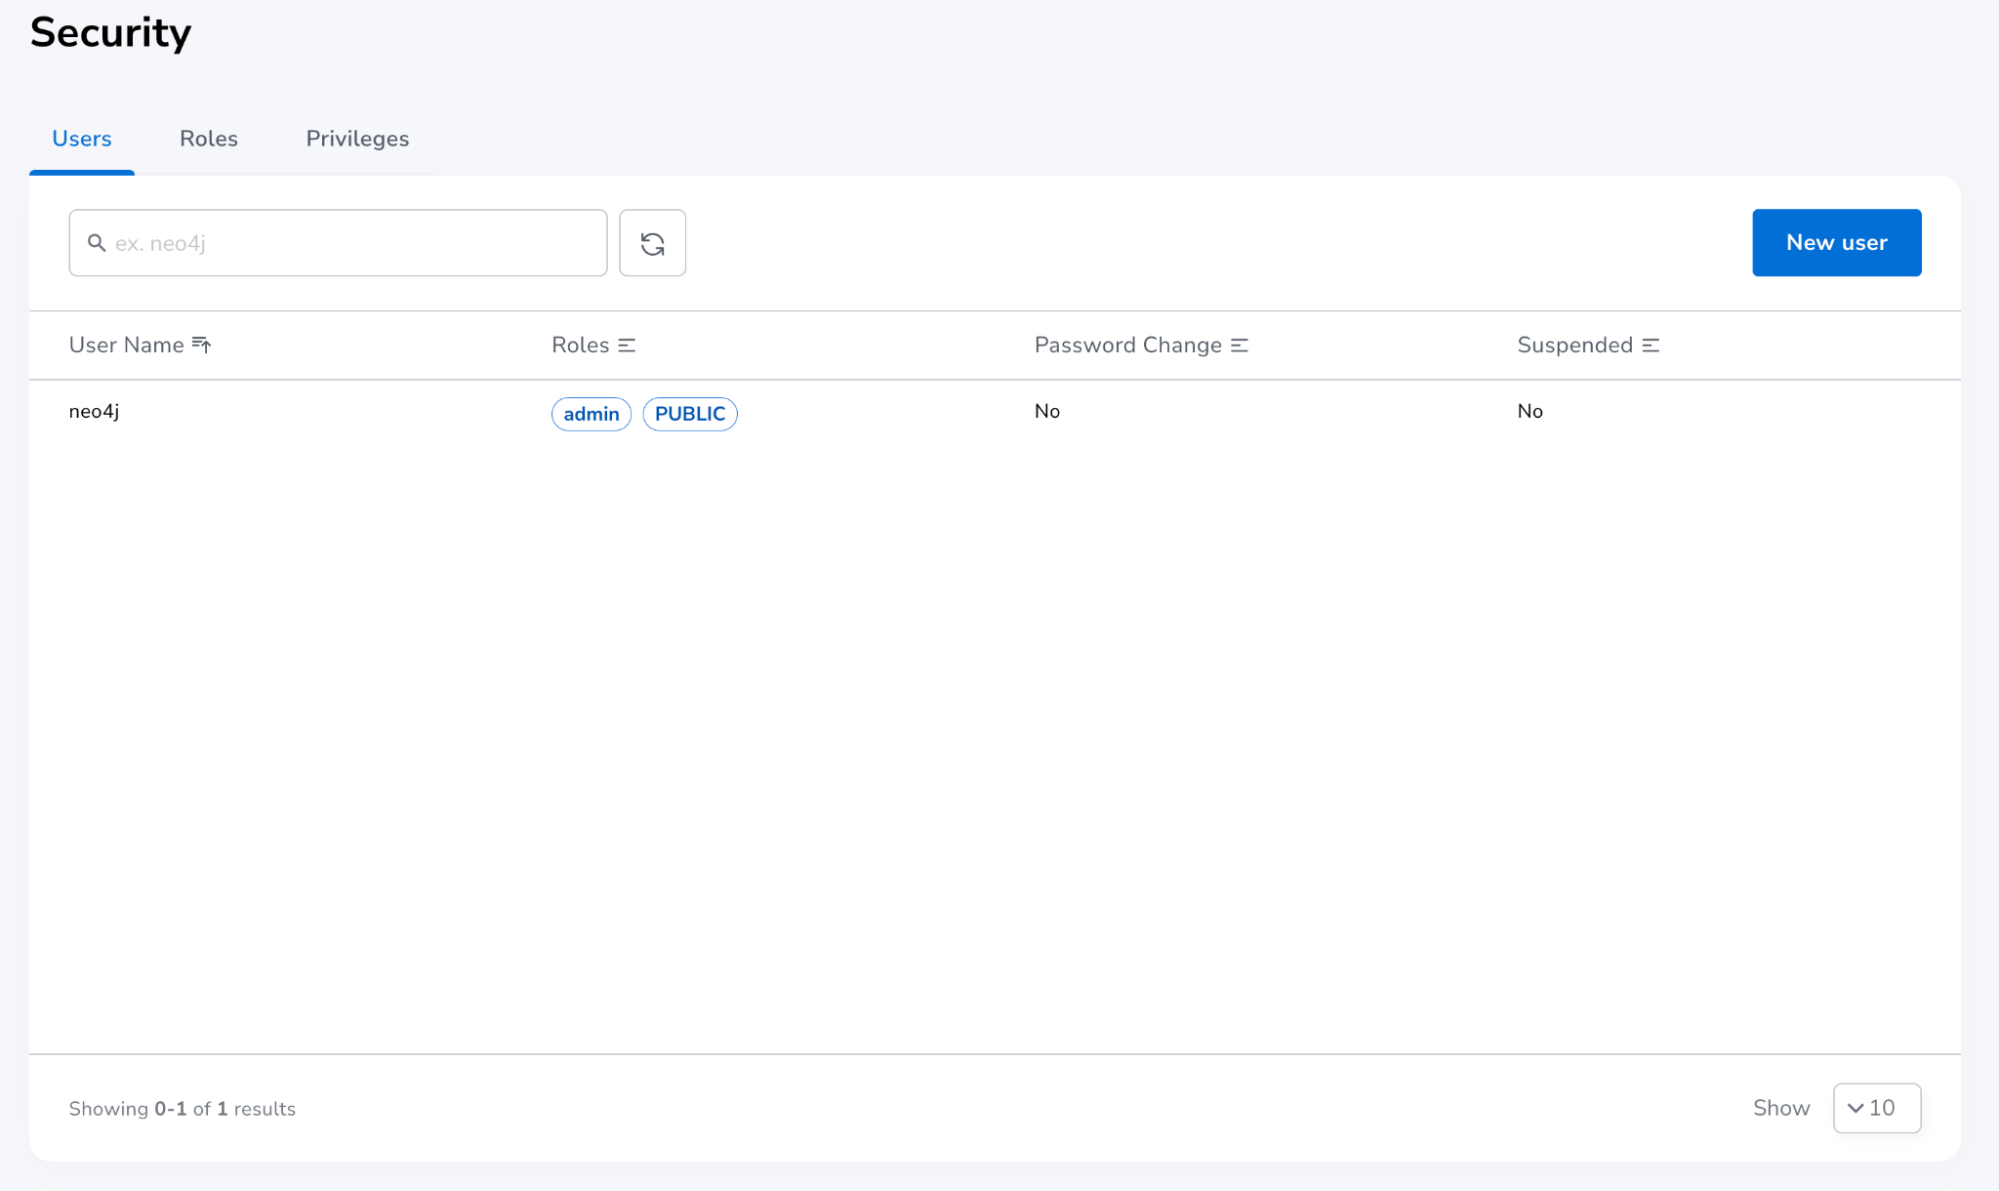 Security
Users Roles Privileges
ex. neo4j New user
User Name Roles Password Change Suspended
neo4j admin PUBLIC No No
Showing 0-1 of 1 results Show 10